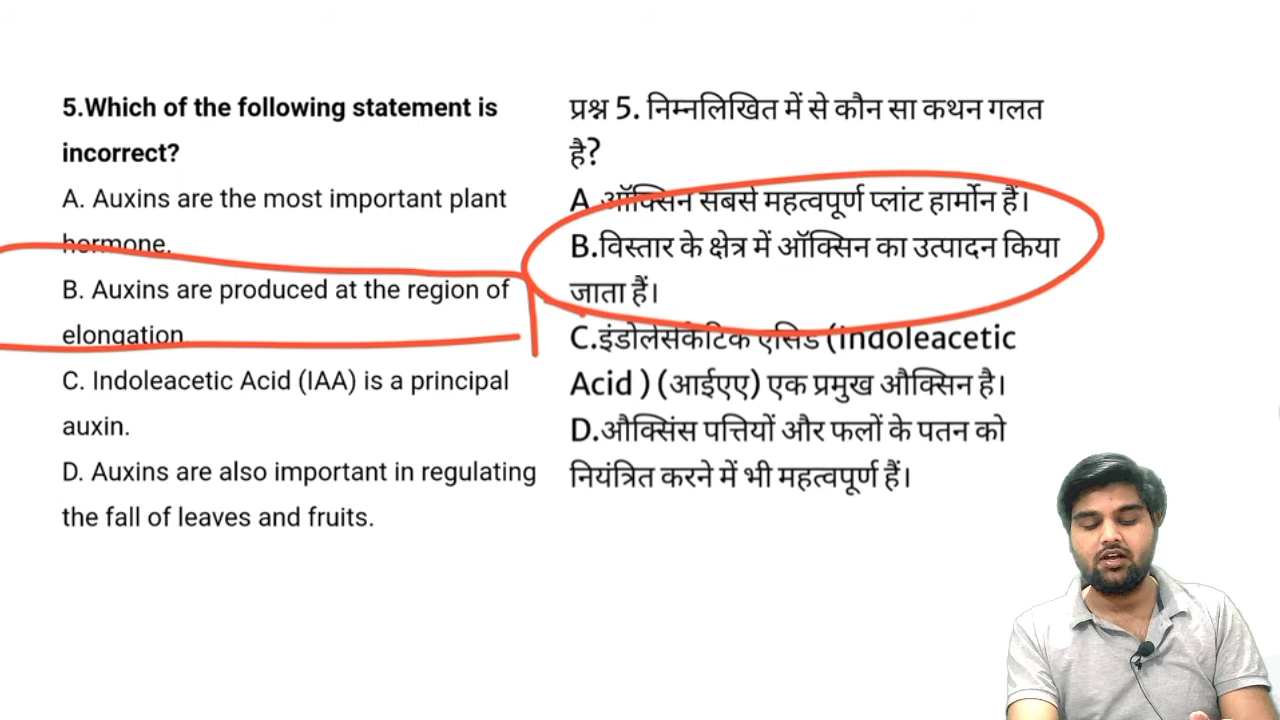 5.Which of the following statement is
incorrect?
A. Auxins are the most important plant
hormone.
B. Auxins are produced at the region of
elongation
C. Indoleacetic Acid (IAA) is a principal
auxin.
D. Auxins are also important in regulating
the fall of leaves and fruits.
प्रश्न 5. निम्नलिखित में से कौन सा कथन गलत
है?
A ऑक्सिन सबसे महत्वपूर्ण प्लांट हार्मोन हैं।
B.विस्तार के क्षेत्र में ऑक्सिन का उत्पादन किया
जाता हैं।
C.इंडोलेसेकेटिक एसिड (Indoleacetic
Acid ) (आईएए) एक प्रमुख औक्सिन है।
D.औक्सिंस पत्तियों और फलों के पतन को
नियंत्रित करने में भी महत्वपूर्ण हैं।